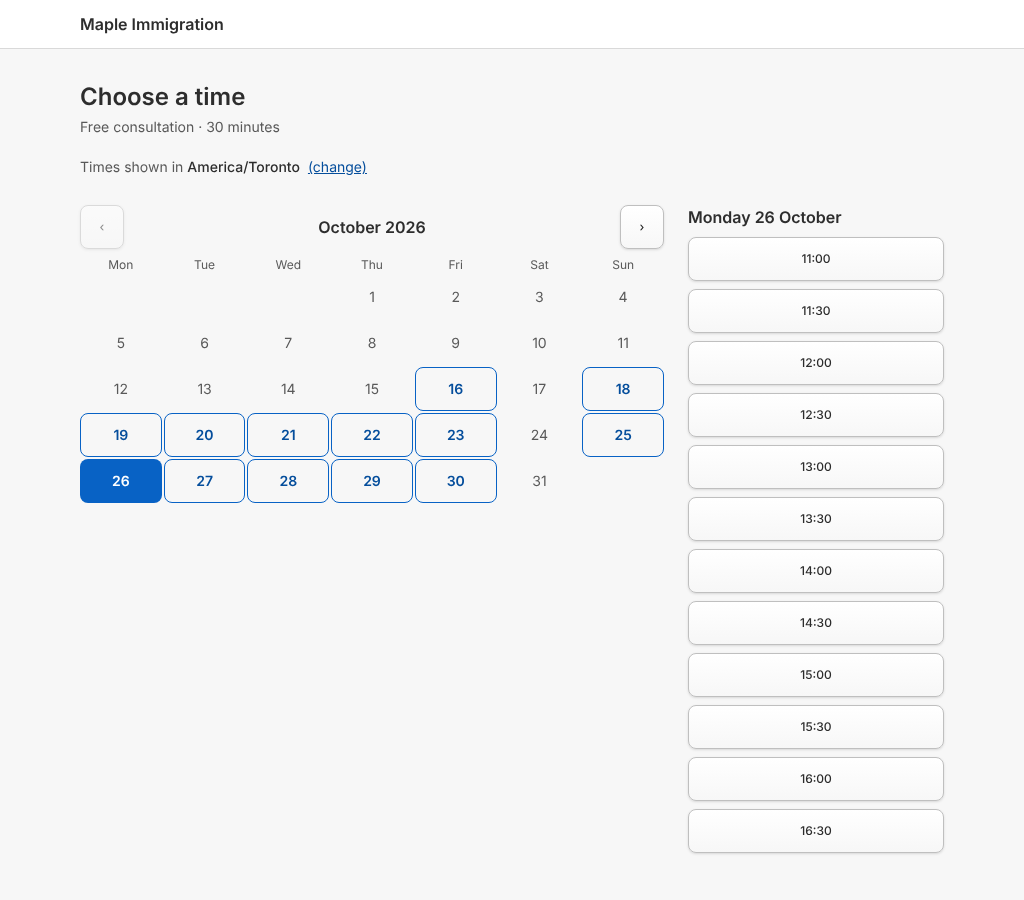 Maple Immigration
Choose a time
Free consultation · 30 minutes
Times shown in America/Toronto (change)
‹ October 2026 ›
Mon Tue Wed Thu Fri Sat Sun
1 2 3 4
5 6 7 8 9 10 11
12 13 14 15 16 17 18
19 20 21 22 23 24 25
26 27 28 29 30 31
Monday 26 October
11:00
11:30
12:00
12:30
13:00
13:30
14:00
14:30
15:00
15:30
16:00
16:30